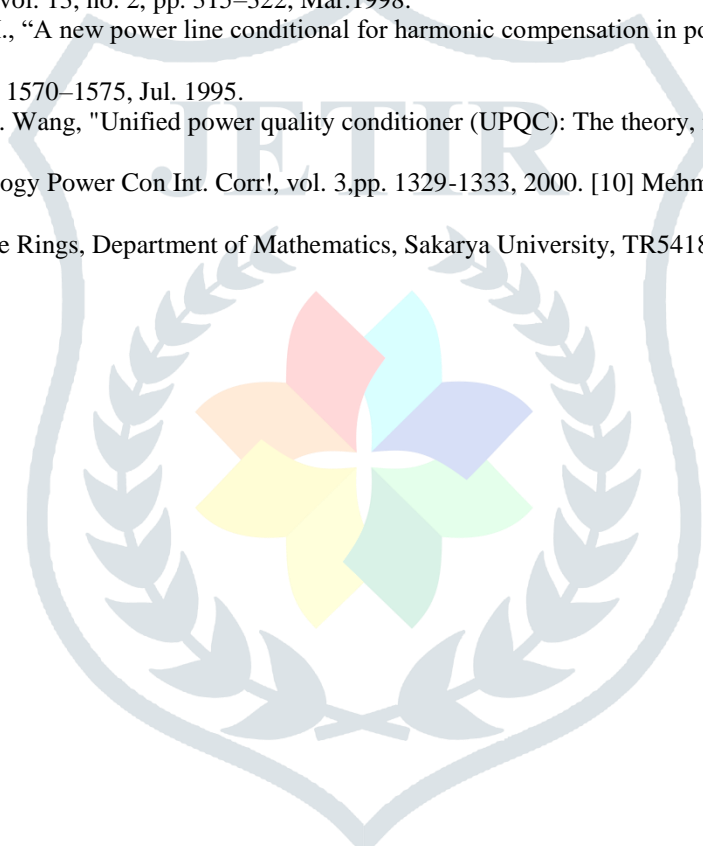 vol. 13, no. 2, pp. 315–322, Mar.1998.
., “A new power line conditional for harmonic compensation in po
1570–1575, Jul. 1995.
. Wang, "Unified power quality conditioner (UPQC): The theory,
ogy Power Con Int. Corr!, vol. 3,pp. 1329-1333, 2000. [10] Mehm
e Rings, Department of Mathematics, Sakarya University, TR5418
JETIR